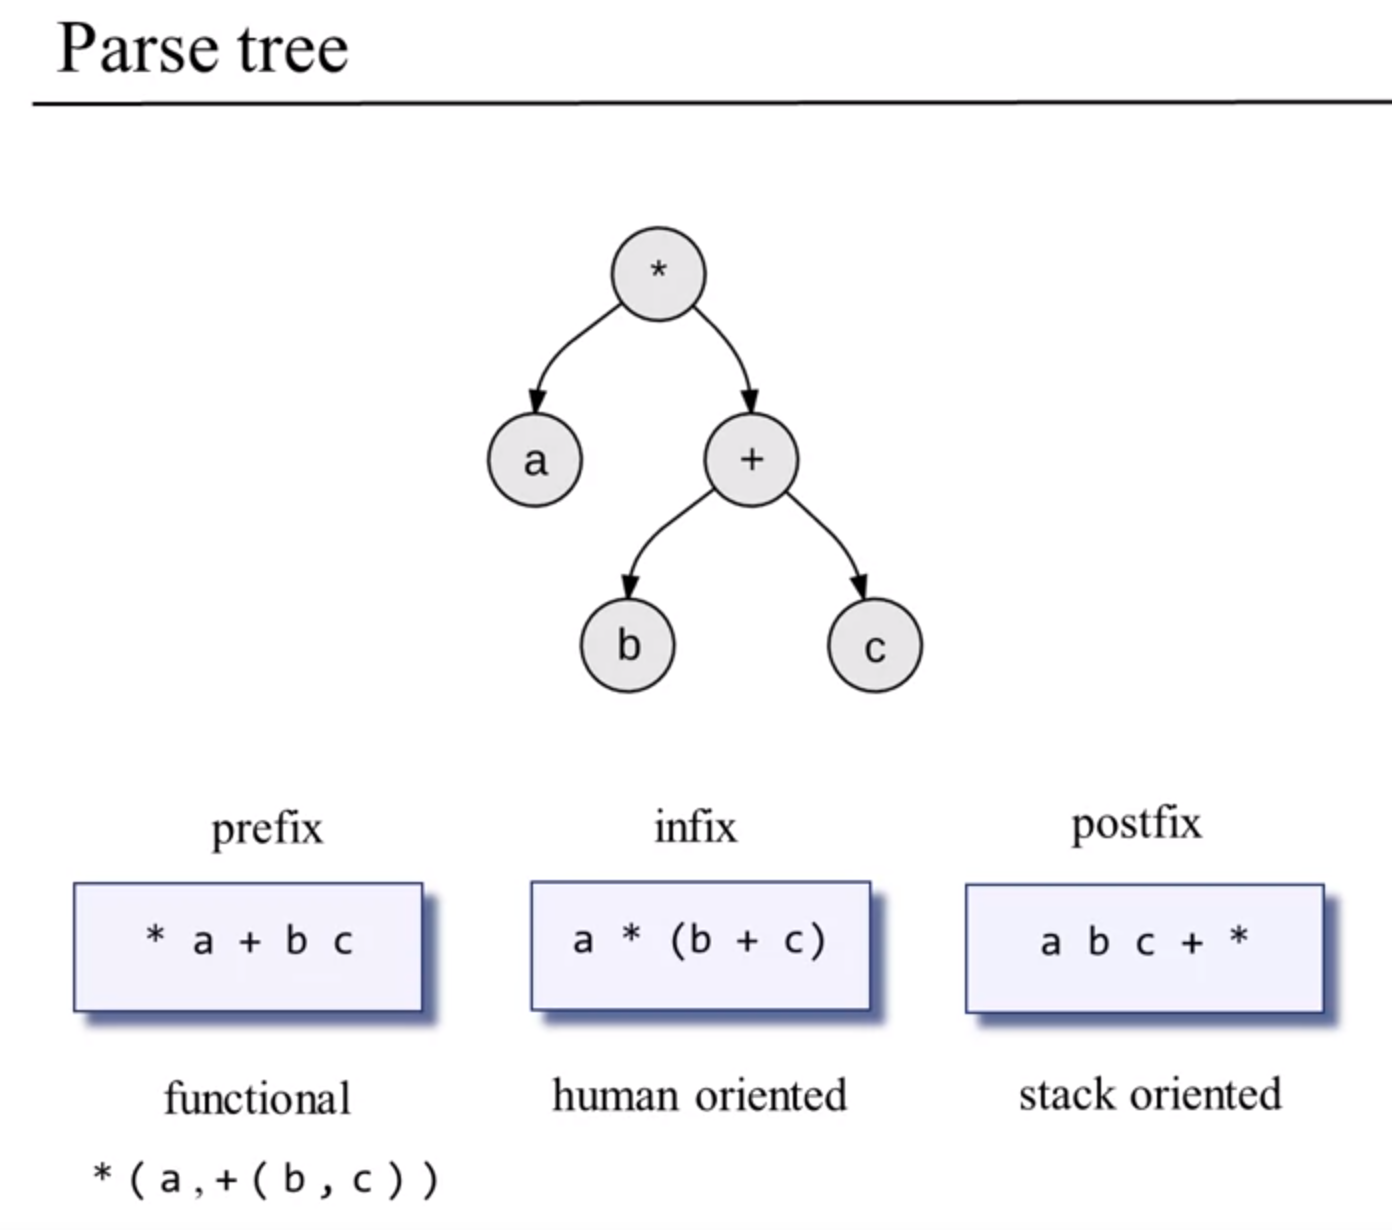 Parse tree
*
a
+
b
c
prefix
infix
postfix
* a + b c
a * (b + c)
a b c + *
functional
human oriented
stack oriented
*(a,+(b,c))